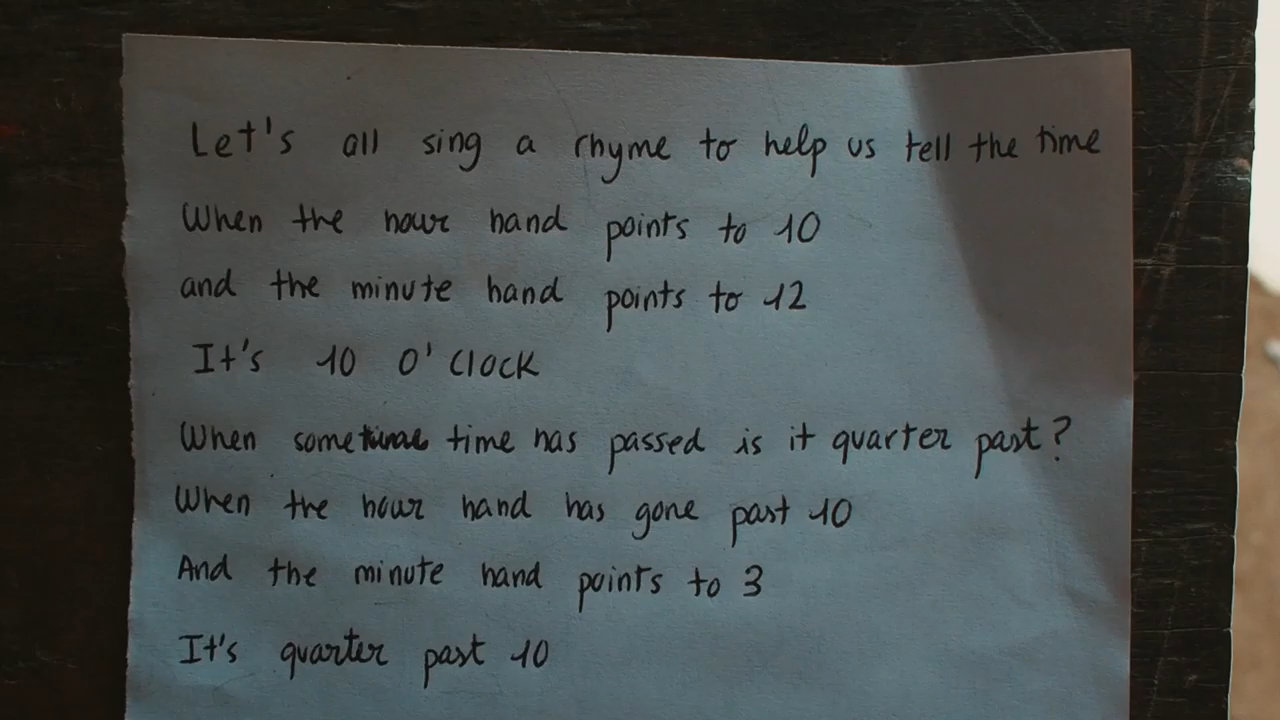 Let's all sing a rhyme to help us tell the time
When the hour hand points to 10
and the minute hand points to 12
It's 10 O'Clock
When some time has passed is it quarter past?
When the hour hand has gone past 10
And the minute hand points to 3
It's quarter past 10